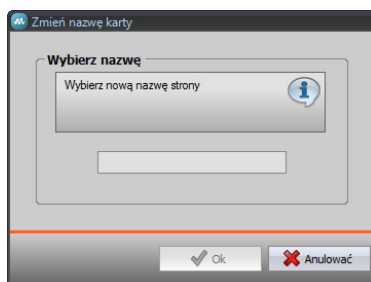 Zmień nazwę karty
Wybierz nazwę
Wybierz nową nazwę strony
Ok
Anulować